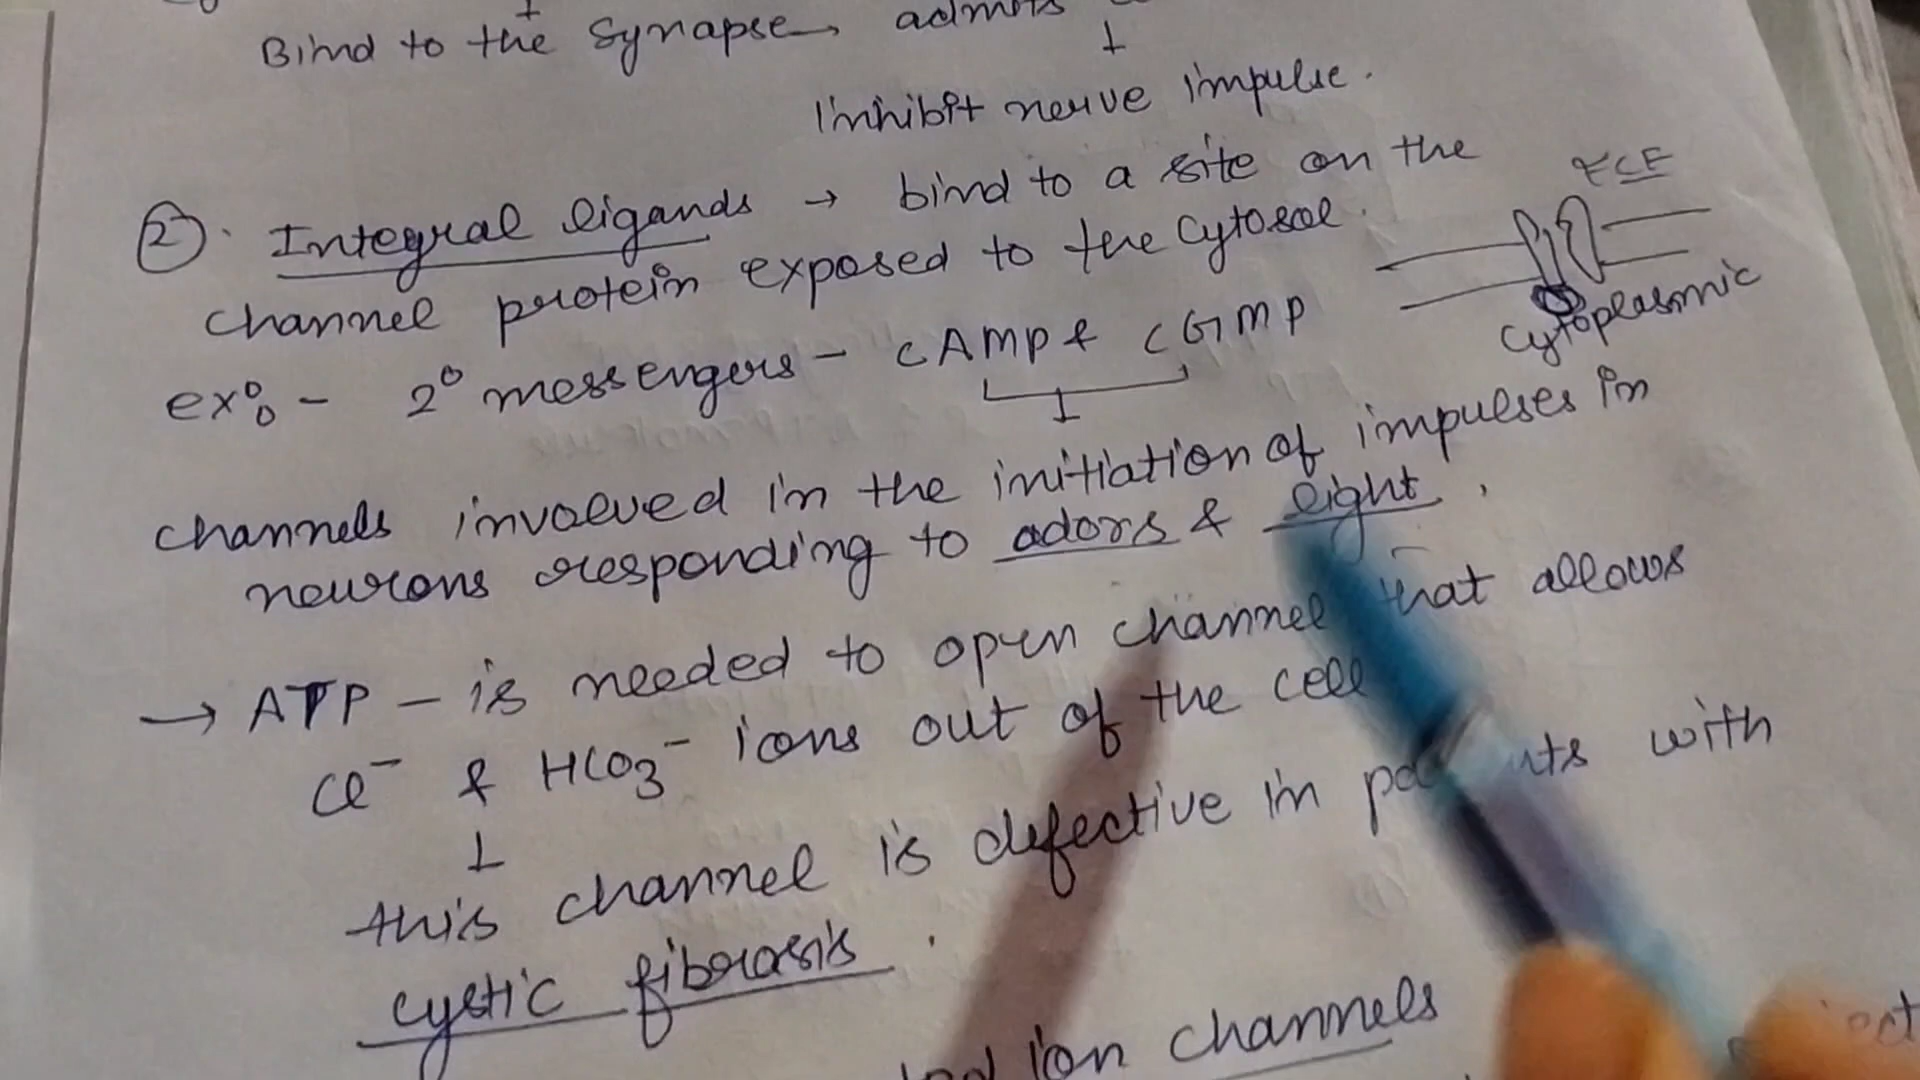 Bind to the synapse, admits
Inhibit nerve impulse.
② Integral ligands → bind to a site on the
channel protein exposed to the cytosol.
ECF
cytoplasmic
ex:- 2° messengers - cAMP & cGMP
channels involved in the initiation of impulses in
neurons responding to adors & light.
→ ATP - is needed to open channel that allows
Cl⁻ & HCO₃⁻ ions out of the cell
this channel is defective in patients with
cystic fibrosis.
ion channels